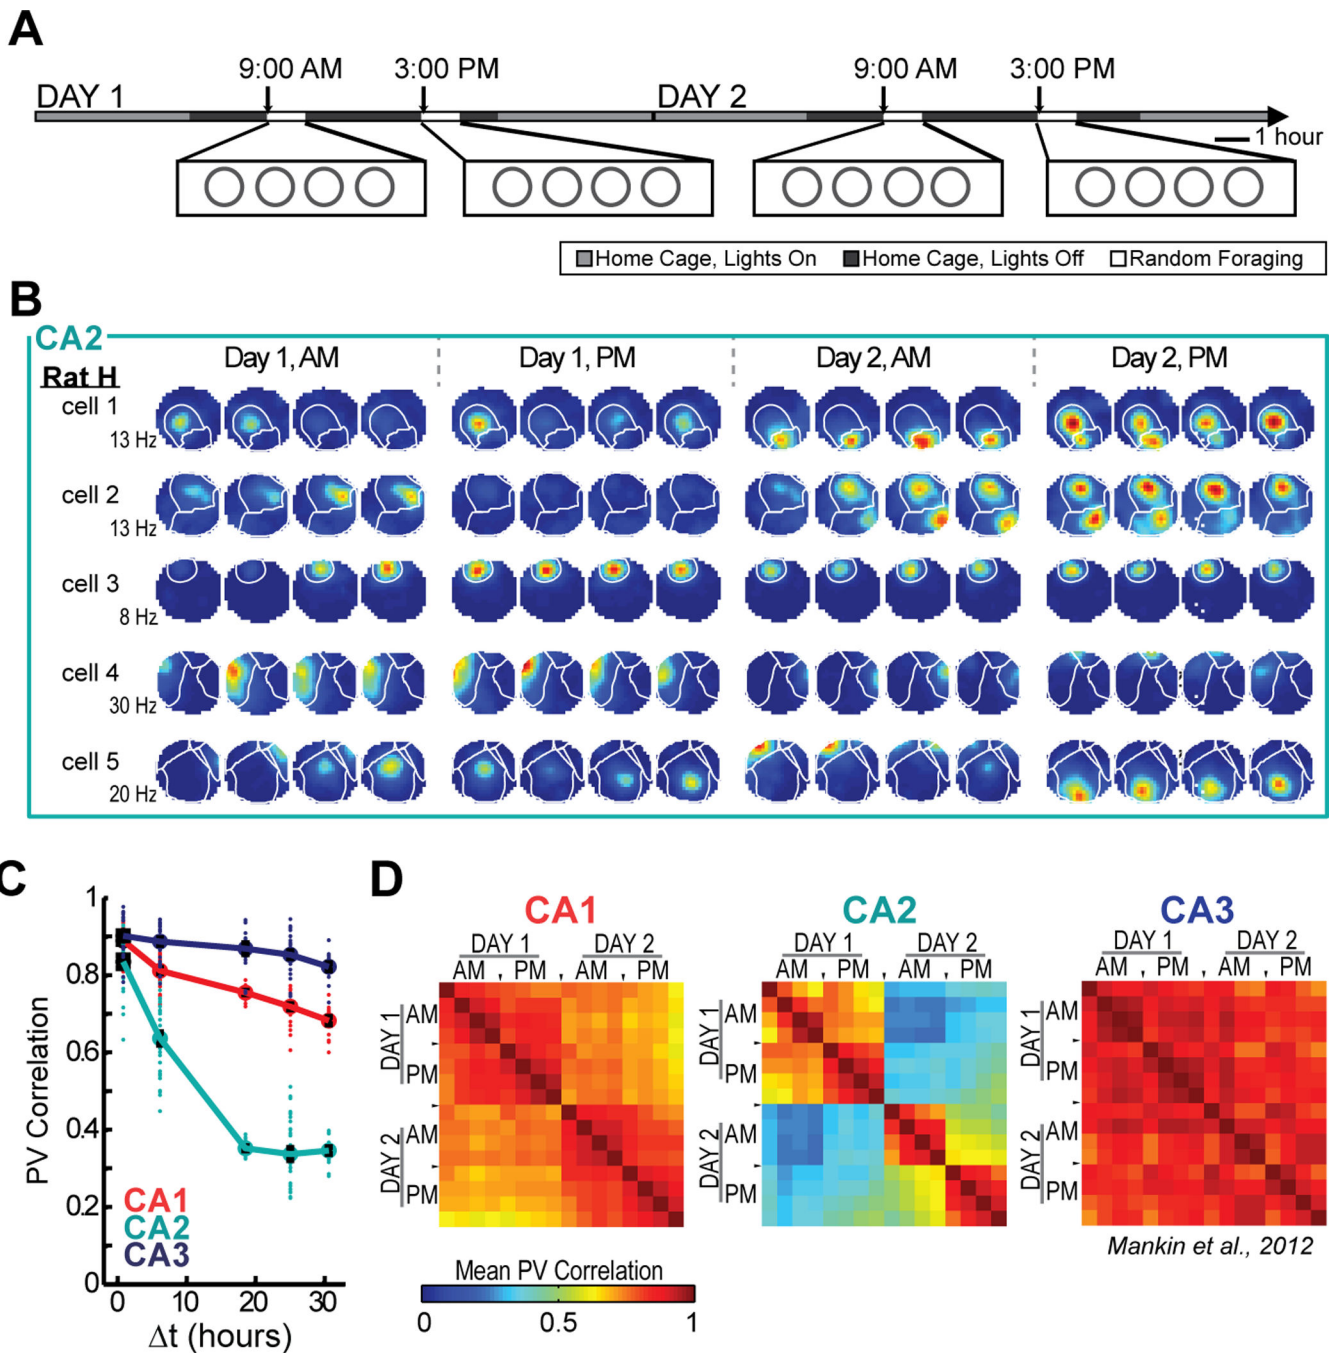 A
9:00 AM 3:00 PM 9:00 AM 3:00 PM
DAY 1 DAY 2
1 hour
Home Cage, Lights On Home Cage, Lights Off Random Foraging
B
CA2
Day 1, AM Day 1, PM Day 2, AM Day 2, PM
Rat H
cell 1
13 Hz
cell 2
13 Hz
cell 3
8 Hz
cell 4
30 Hz
cell 5
20 Hz
C
1
0.8
0.6
0.4
0.2
0
PV Correlation
CA1
CA2
CA3
0 10 20 30
Δt (hours)
D
CA1 CA2 CA3
DAY 1 DAY 2 DAY 1 DAY 2 DAY 1 DAY 2
AM PM AM PM AM PM AM PM AM PM AM PM
DAY 1 AM DAY 1 AM DAY 1 AM
PM PM PM
DAY 2 AM DAY 2 AM DAY 2 AM
PM PM PM
Mankin et al., 2012
Mean PV Correlation
0 0.5 1